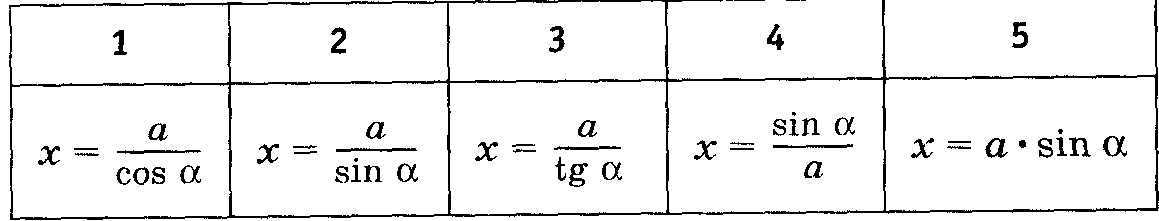 1 2 3 4 5
x = a/cos α x = a/sin α x = a/tg α x = sin α/a x = a · sin α